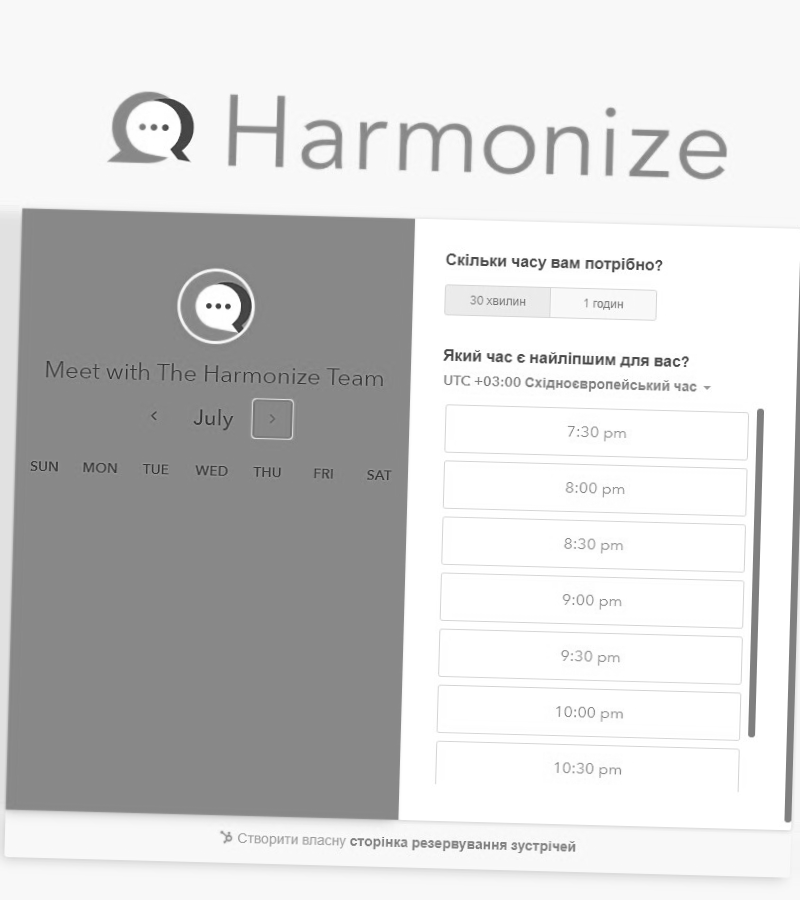 Harmonize
Meet with The Harmonize Team
July
SUN MON TUE WED THU FRI SAT
Скільки часу вам потрібно?
30 хвилин 1 годин
Який час є найліпшим для вас?
UTC +03:00 Східноєвропейський час
7:30 pm
8:00 pm
8:30 pm
9:00 pm
9:30 pm
10:00 pm
10:30 pm
Створити власну сторінка резервування зустрічей